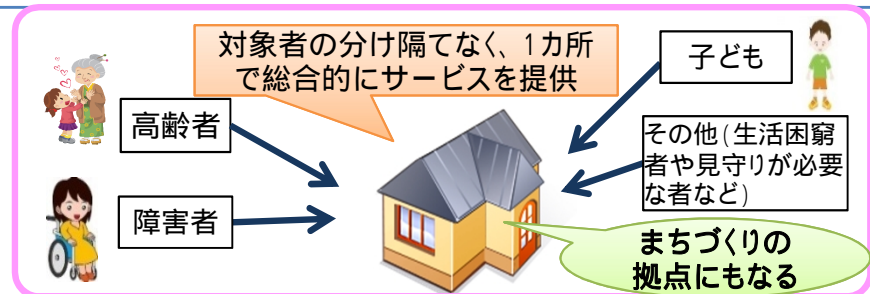 対象者の分け隔てなく、1カ所
で総合的にサービスを提供
子ども
高齢者
その他(生活困窮
者や見守りが必要
な者など)
障害者
まちづくりの
拠点にもなる